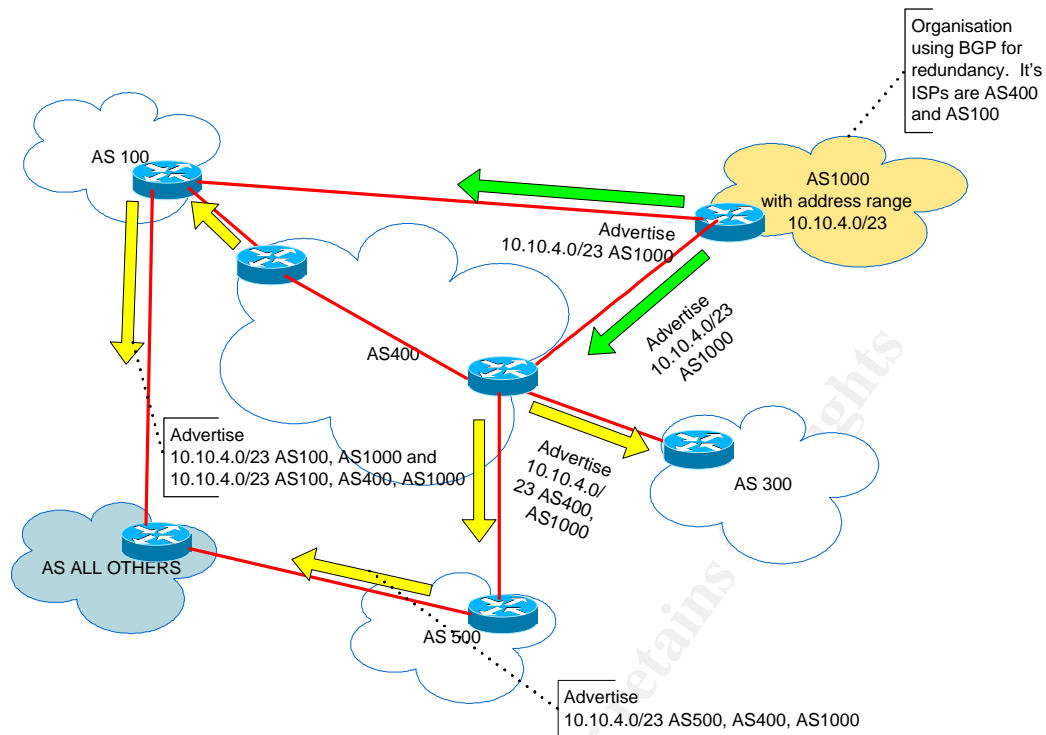 Organisation
using BGP for
redundancy. It's
ISPs are AS400
and AS100
AS 100
AS1000
with address range
10.10.4.0/23
Advertise
10.10.4.0/23 AS1000
Advertise
10.10.4.0/23
AS1000
AS400
Advertise
10.10.4.0/23 AS100, AS1000 and
10.10.4.0/23 AS100, AS400, AS1000
Advertise
10.10.4.0/
23 AS400,
AS1000
AS 300
AS ALL OTHERS
AS 500
Advertise
10.10.4.0/23 AS500, AS400, AS1000
retains